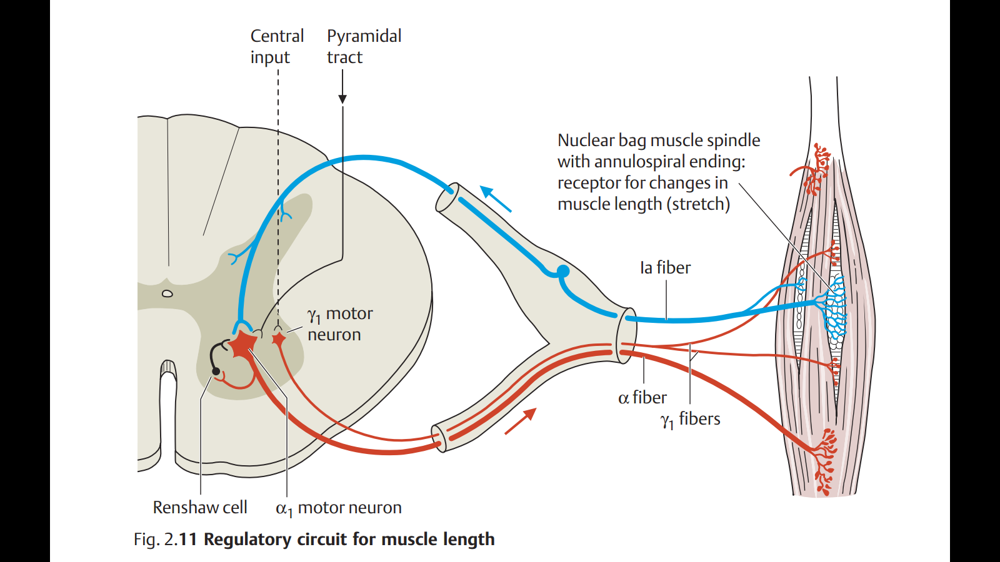 Central
input
Pyramidal
tract
Nuclear bag muscle spindle
with annulospiral ending:
receptor for changes in
muscle length (stretch)
Ia fiber
γ1 motor
neuron
α fiber
γ1 fibers
Renshaw cell
α1 motor neuron
Fig. 2.11 Regulatory circuit for muscle length